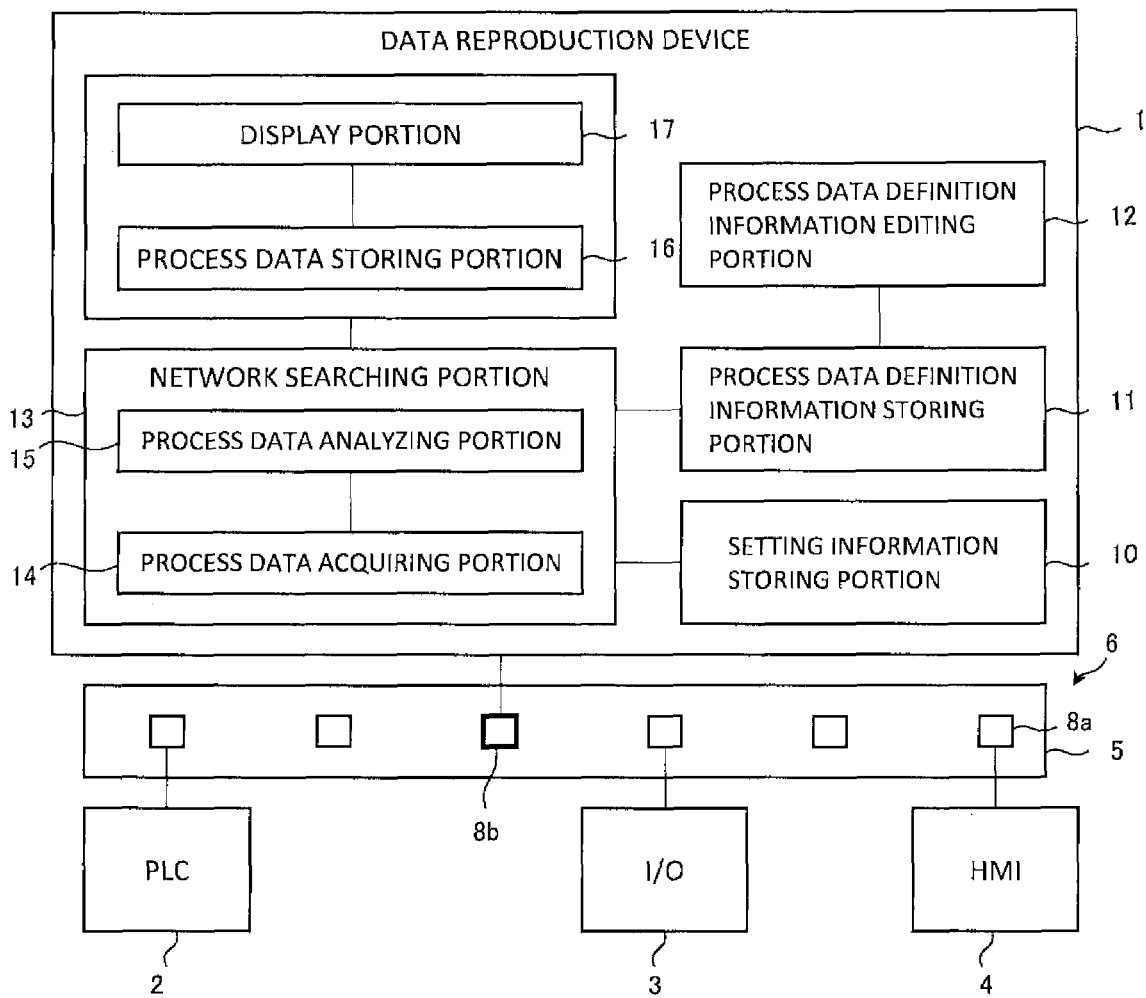 DATA REPRODUCTION DEVICE
DISPLAY PORTION
17
1
PROCESS DATA DEFINITION
INFORMATION EDITING
PORTION
12
PROCESS DATA STORING PORTION
16
NETWORK SEARCHING PORTION
13
PROCESS DATA DEFINITION
INFORMATION STORING
PORTION
11
PROCESS DATA ANALYZING PORTION
15
PROCESS DATA ACQUIRING PORTION
14
SETTING INFORMATION
STORING PORTION
10
6
8a
5
8b
PLC
I/O
HMI
2
3
4